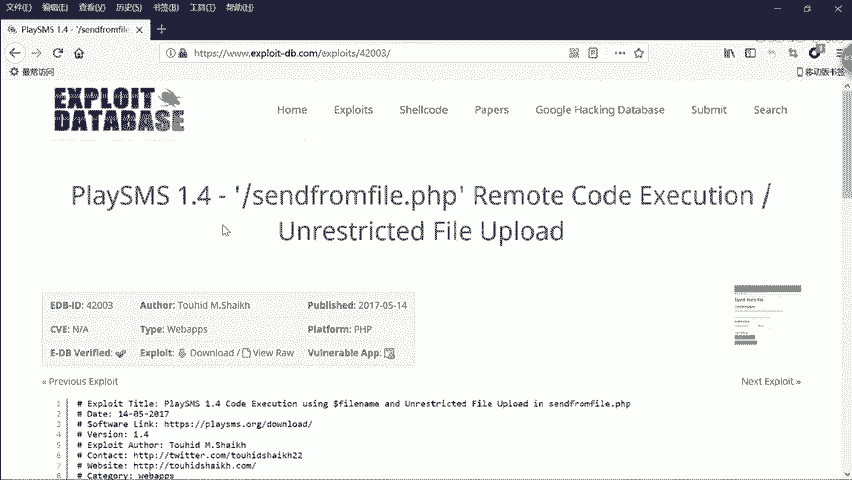 文件(F) 编辑(E) 查看(V) 历史(S) 书签(B) 工具(T) 帮助(H)
PlaySMS 1.4 - '/sendfromfile.
https://www.exploit-db.com/exploits/42003/
最常访问
移动版书签
EXPLOIT
DATABASE
Home Exploits Shellcode Papers Google Hacking Database Submit Search
PlaySMS 1.4 - '/sendfromfile.php' Remote Code Execution /
Unrestricted File Upload
EDB-ID: 42003 Author: Touhid M.Shaikh Published: 2017-05-14
CVE: N/A Type: Webapps Platform: PHP
E-DB Verified: Exploit: Download / View Raw Vulnerable App:
« Previous Exploit Next Exploit »
1 # Exploit Title: PlaySMS 1.4 Code Execution using $filename and Unrestricted File Upload in sendfromfile.php
2 # Date: 14-05-2017
3 # Software Link: https://playsms.org/download/
4 # Version: 1.4
5 # Exploit Author: Touhid M.Shaikh
6 # Contact: http://twitter.com/touhidshaikh22
7 # Website: http://touhidshaikh.com/
8 # Category: webapps